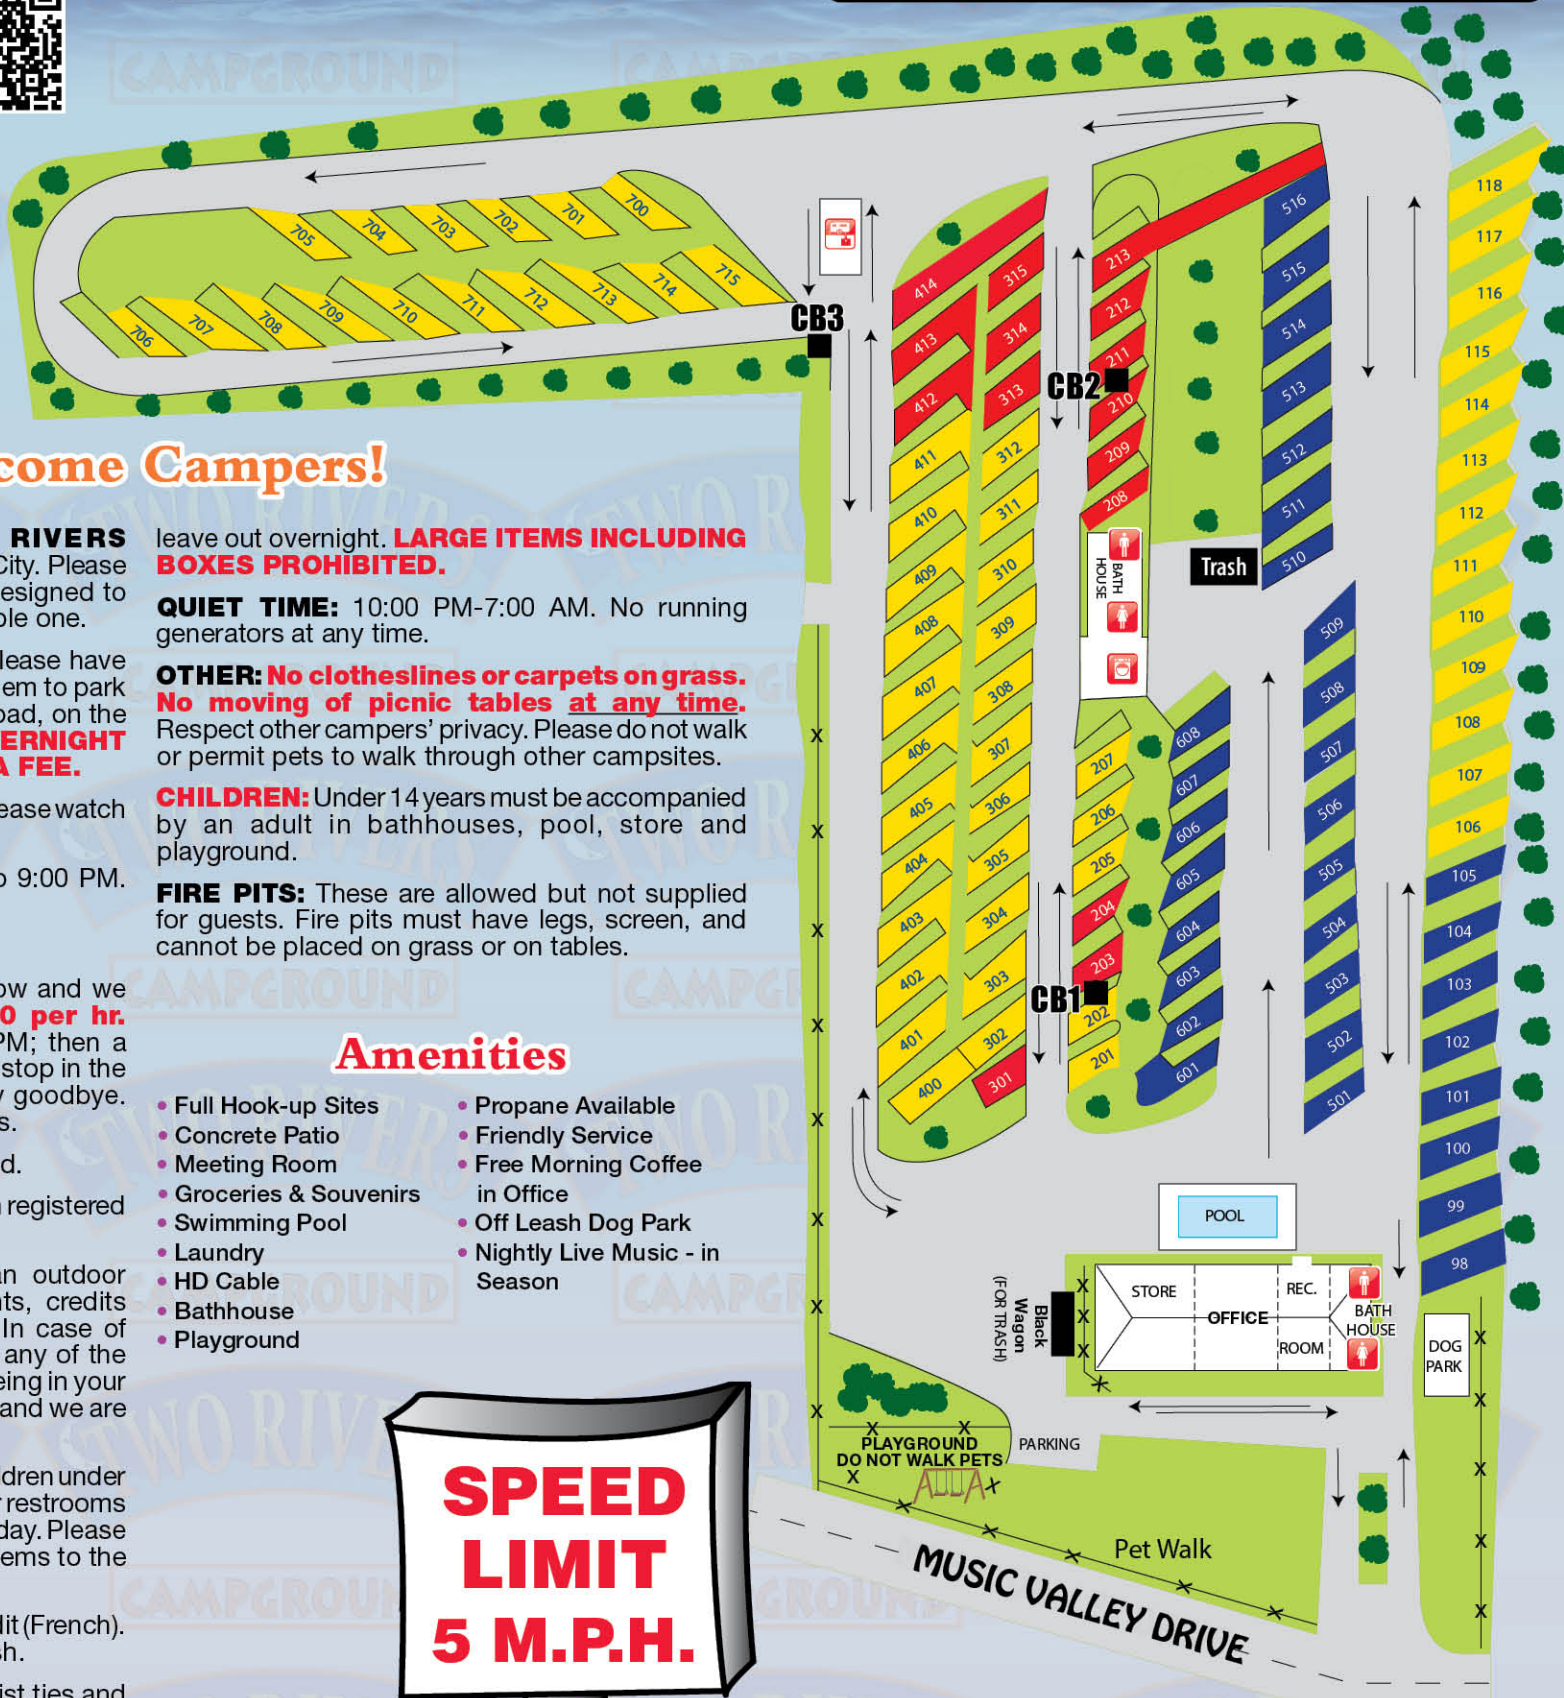 come Campers!
RIVERS
City. Please
esigned to
ble one.
lease have
em to park
oad, on the
ERNIGHT
A FEE.
ease watch
o 9:00 PM.
ow and we
0 per hr.
PM; then a
stop in the
y goodbye.
s.
d.
registered
an outdoor
nts, credits
In case of
any of the
eing in your
and we are
ldren under
r restrooms
day. Please
ems to the
dit (French).
sh.
ist ties and
leave out overnight. LARGE ITEMS INCLUDING
BOXES PROHIBITED.
QUIET TIME: 10:00 PM-7:00 AM. No running
generators at any time.
OTHER: No clotheslines or carpets on grass.
No moving of picnic tables at any time.
Respect other campers' privacy. Please do not walk
or permit pets to walk through other campsites.
CHILDREN: Under 14 years must be accompanied
by an adult in bathhouses, pool, store and
playground.
FIRE PITS: These are allowed but not supplied
for guests. Fire pits must have legs, screen, and
cannot be placed on grass or on tables.
Amenities
• Full Hook-up Sites
• Concrete Patio
• Meeting Room
• Groceries & Souvenirs
• Swimming Pool
• Laundry
• HD Cable
• Bathhouse
• Playground
• Propane Available
• Friendly Service
• Free Morning Coffee
in Office
• Off Leash Dog Park
• Nightly Live Music - in
Season
SPEED
LIMIT
5 M.P.H.
705
704
703
702
701
700
706
707
708
709
710
711
712
713
714
715
CB3
414
413
412
411
410
409
408
407
406
405
404
403
402
401
400
315
314
313
312
311
310
309
308
307
306
305
304
303
302
301
213
212
211
CB2
210
209
208
BATH
HOUSE
207
206
205
204
203
CB1
202
201
608
607
606
605
604
603
602
601
Trash
516
515
514
513
512
511
510
509
508
507
506
505
504
503
502
501
118
117
116
115
114
113
112
111
110
109
108
107
106
105
104
103
102
101
100
99
98
POOL
STORE
OFFICE
REC.
ROOM
BATH
HOUSE
DOG
PARK
Black
Wagon
(FOR TRASH)
PLAYGROUND
DO NOT WALK PETS
PARKING
Pet Walk
MUSIC VALLEY DRIVE
TWO RIVERS
CAMPGROUND